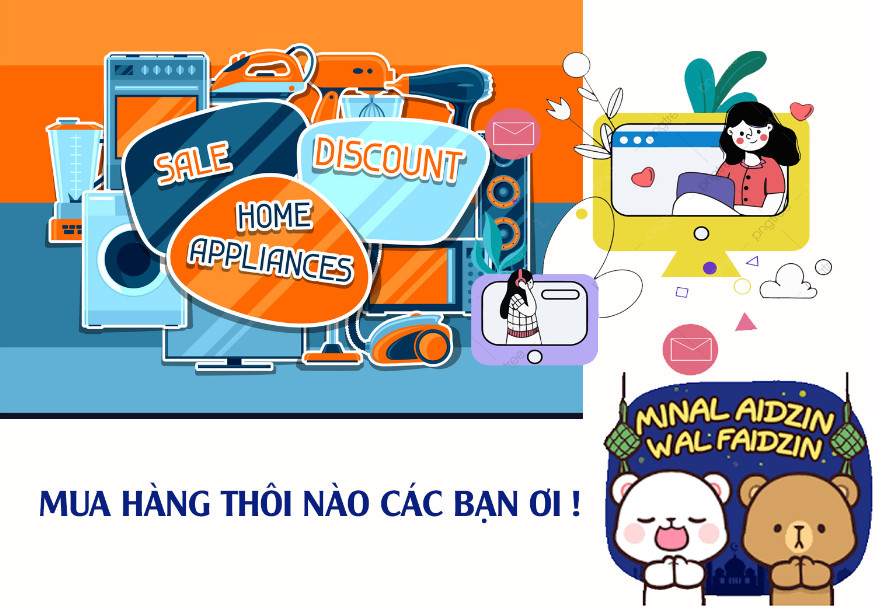 SALE
DISCOUNT
HOME
APPLIANCES
MINAL AIDZIN
WAL FAIDZIN
MUA HÀNG THÔI NÀO CÁC BẠN ƠI !